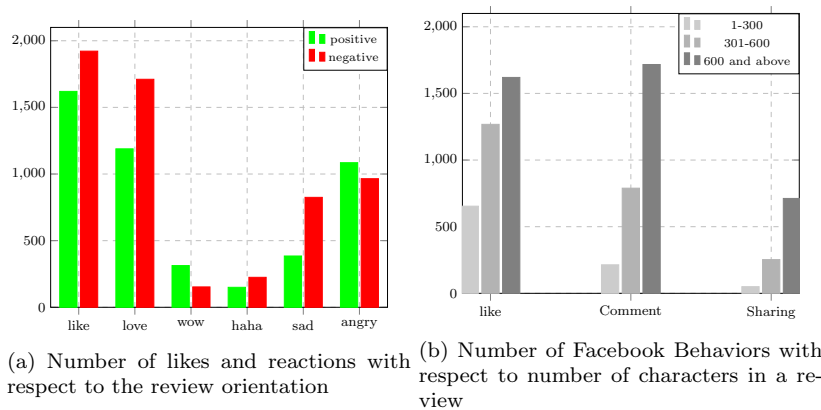 2,000
1,500
1,000
500
0
positive
negative
like love wow haha sad angry
(a) Number of likes and reactions with
respect to the review orientation
2,000
1,500
1,000
500
0
1-300
301-600
600 and above
like Comment Sharing
(b) Number of Facebook Behaviors with
respect to number of characters in a re-
view